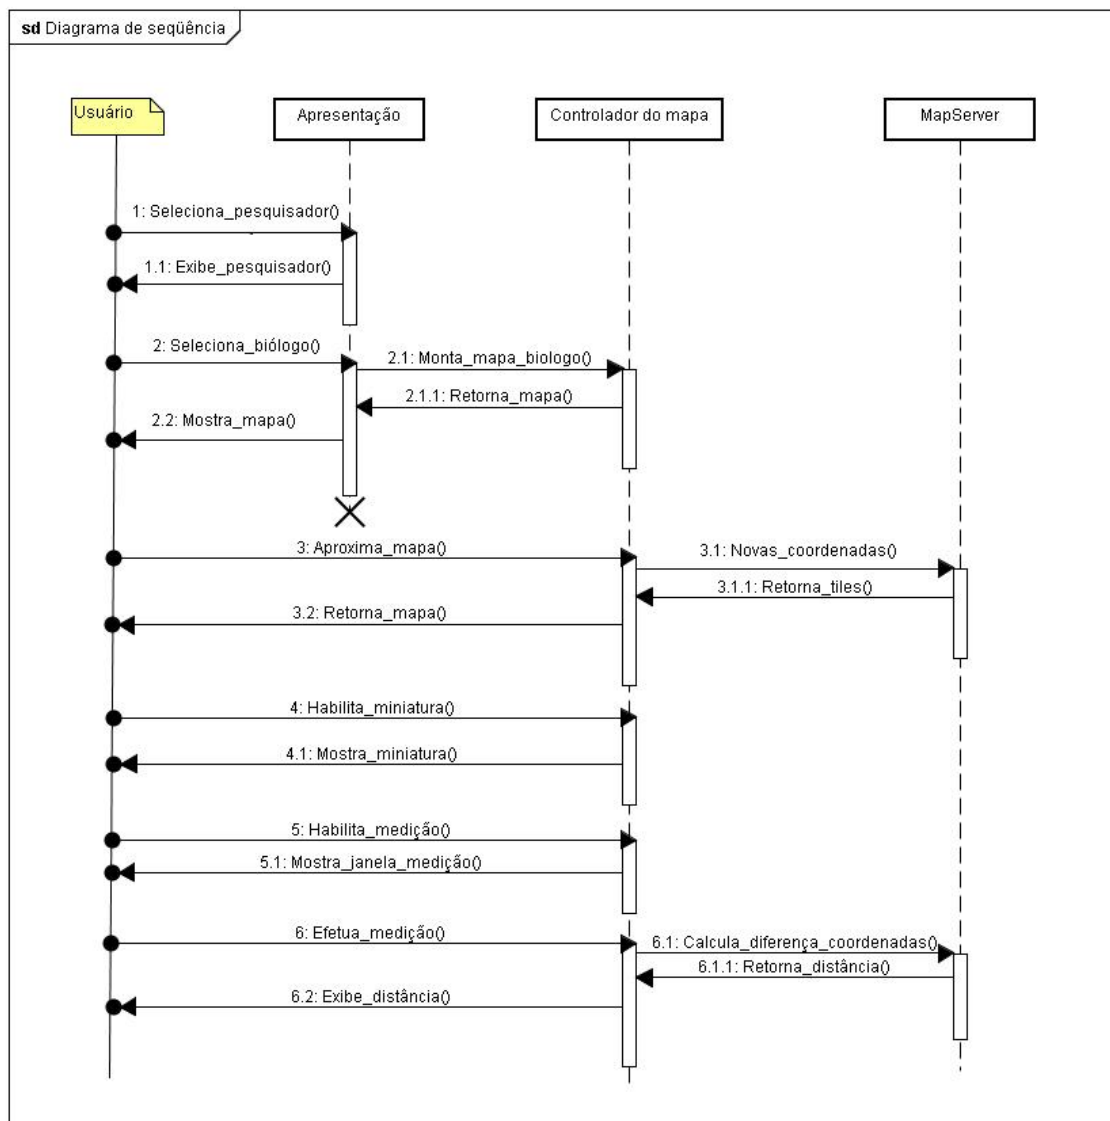 sd Diagrama de seqüência
Usuário
Apresentação
Controlador do mapa
MapServer
1: Seleciona_pesquisador()
1.1: Exibe_pesquisador()
2: Seleciona_biólogo()
2.1: Monta_mapa_biologo()
2.1.1: Retorna_mapa()
2.2: Mostra_mapa()
3: Aproxima_mapa()
3.1: Novas_coordenadas()
3.1.1: Retorna_tiles()
3.2: Retorna_mapa()
4: Habilita_miniatura()
4.1: Mostra_miniatura()
5: Habilita_medição()
5.1: Mostra_janela_medição()
6: Efetua_medição()
6.1: Calcula_diferença_coordenadas()
6.1.1: Retorna_distância()
6.2: Exibe_distância()